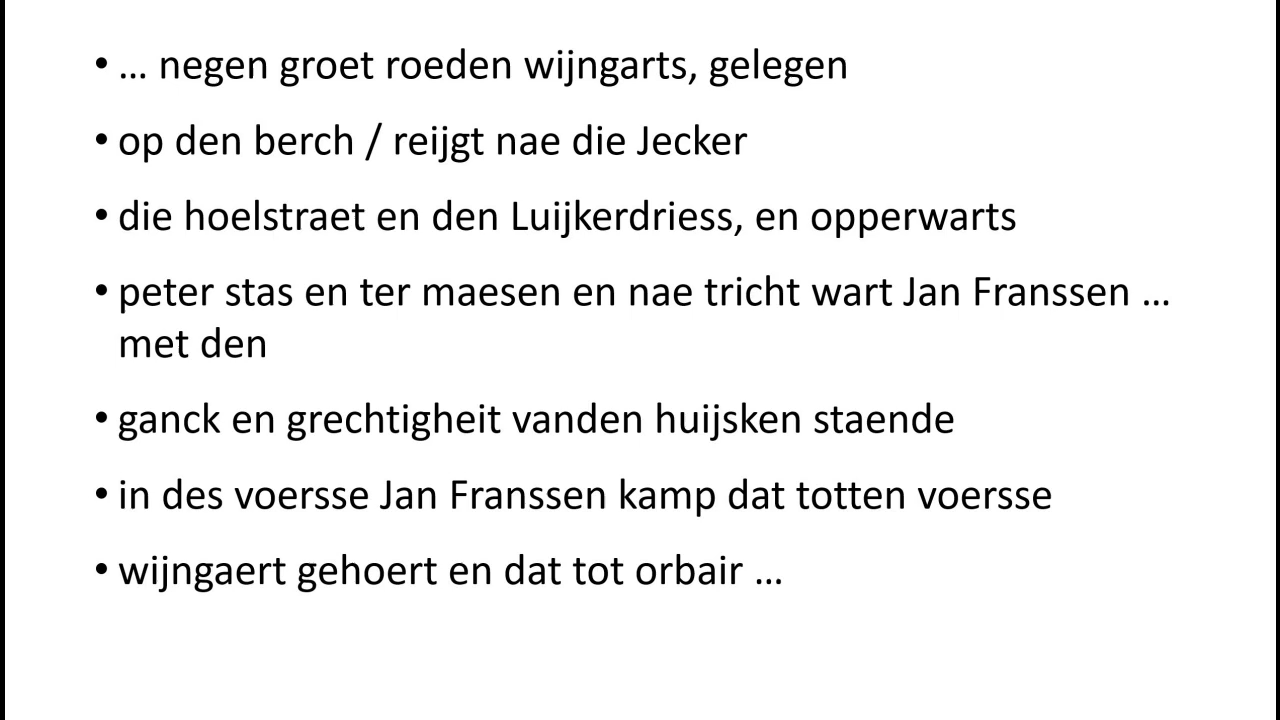 • … negen groet roeden wijngarts, gelegen
• op den berch / reijgt nae die Jecker
• die hoelstraet en den Luijkerdriess, en opperwarts
• peter stas en ter maesen en nae tricht wart Jan Franssen …
met den
• ganck en grechtigheit vanden huijsken staende
• in des voersse Jan Franssen kamp dat totten voersse
• wijngaert gehoert en dat tot orbair …